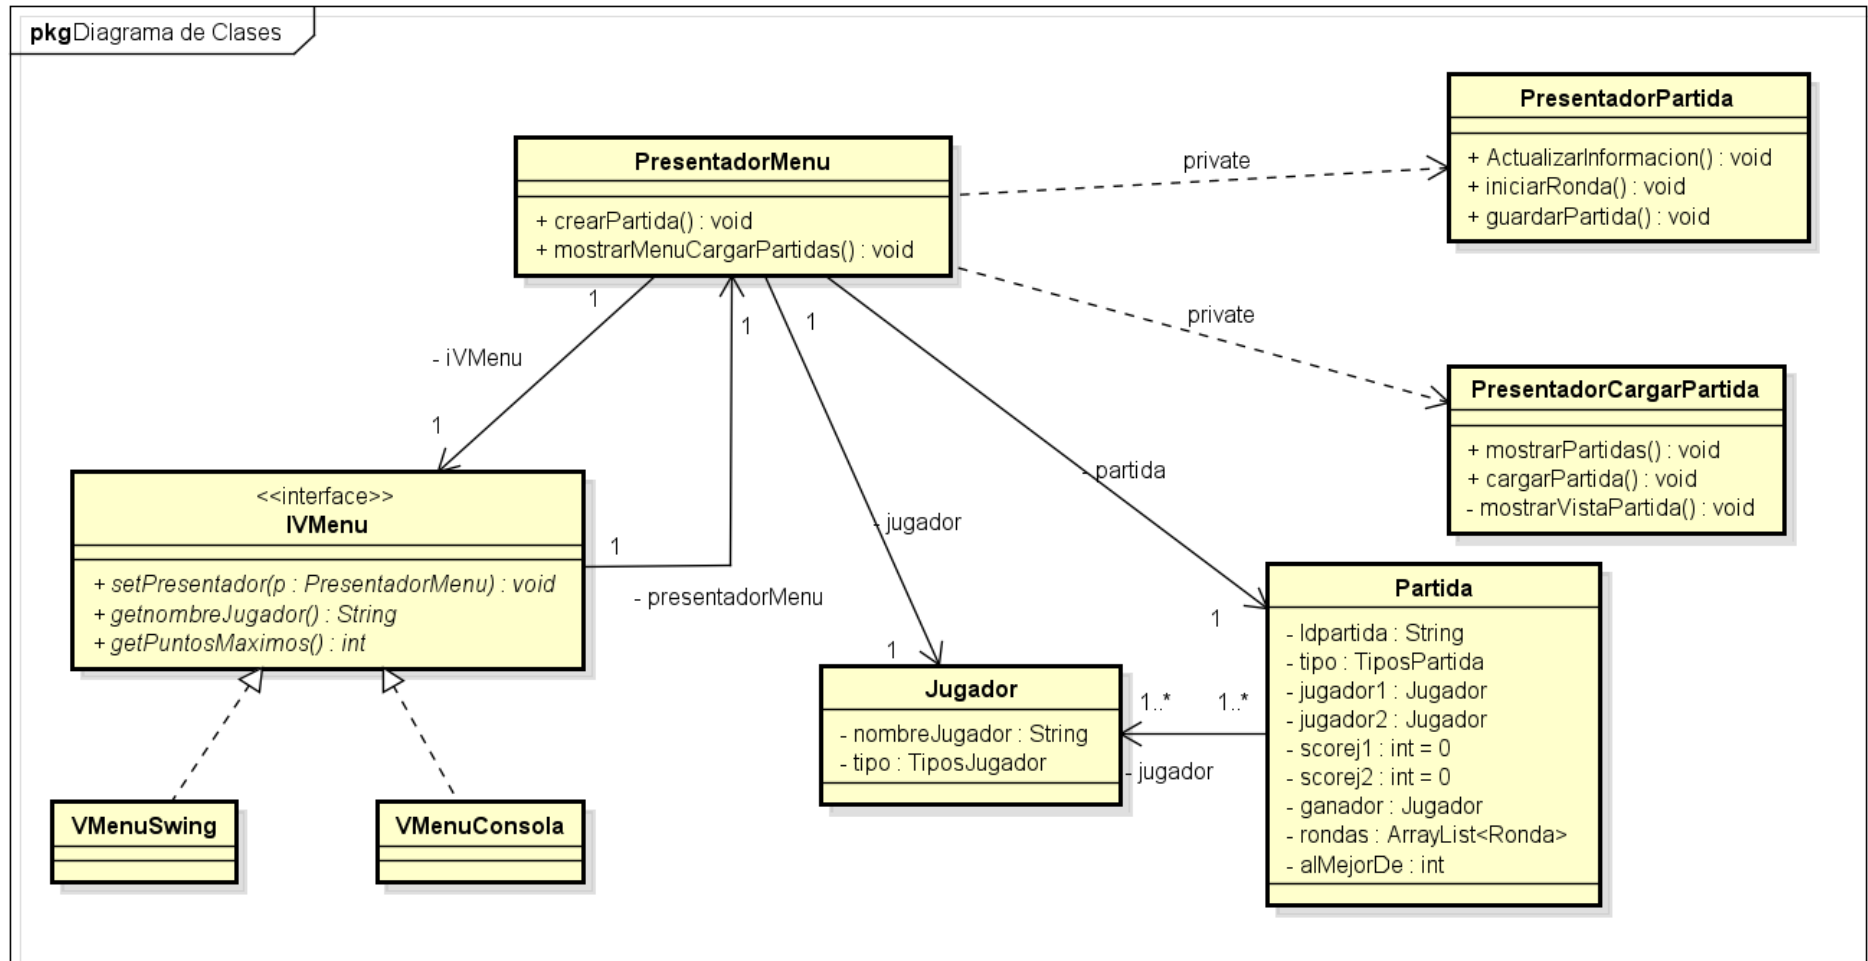 pkgDiagrama de Clases
PresentadorPartida
+ ActualizarInformacion() : void
+ iniciarRonda() : void
+ guardarPartida() : void
PresentadorMenu
+ crearPartida() : void
+ mostrarMenuCargarPartidas() : void
private
private
PresentadorCargarPartida
+ mostrarPartidas() : void
+ cargarPartida() : void
- mostrarVistaPartida() : void
1
1
1
- iVMenu
1
- partida
- jugador
<<interface>>
IVMenu
+ setPresentador(p : PresentadorMenu) : void
+ getnombreJugador() : String
+ getPuntosMaximos() : int
1
- presentadorMenu
1
1
Partida
- Idpartida : String
- tipo : TiposPartida
- jugador1 : Jugador
- jugador2 : Jugador
- scorej1 : int = 0
- scorej2 : int = 0
- ganador : Jugador
- rondas : ArrayList<Ronda>
- alMejorDe : int
Jugador
- nombreJugador : String
- tipo : TiposJugador
1..*
1..*
- jugador
VMenuSwing
VMenuConsola